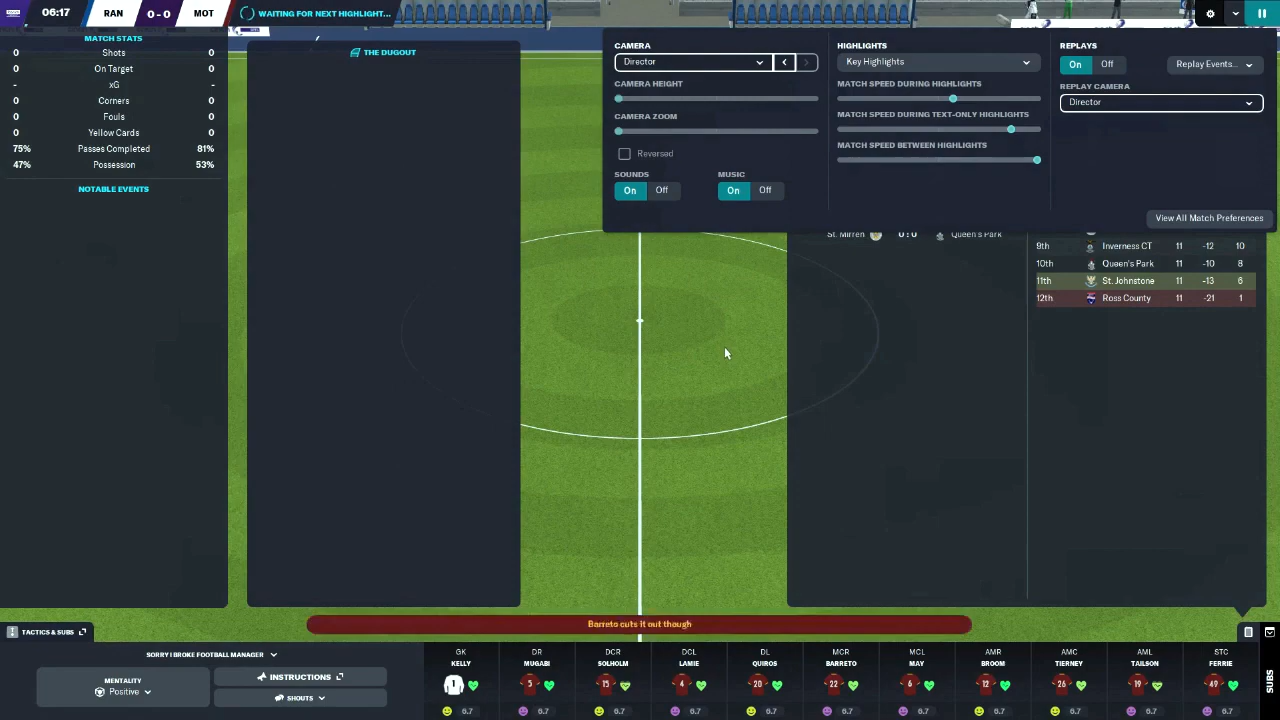 06:17 RAN 0 - 0 MOT WAITING FOR NEXT HIGHLIGHT...
MATCH STATS
0 Shots 0
0 On Target 0
- xG -
0 Corners 0
0 Fouls 0
0 Yellow Cards 0
75% Passes Completed 81%
47% Possession 53%
NOTABLE EVENTS
THE DUGOUT
CAMERA
Director
CAMERA HEIGHT
CAMERA ZOOM
Reversed
SOUNDS MUSIC
On Off On Off
HIGHLIGHTS
Key Highlights
MATCH SPEED DURING HIGHLIGHTS
MATCH SPEED DURING TEXT-ONLY HIGHLIGHTS
MATCH SPEED BETWEEN HIGHLIGHTS
REPLAYS
On Off Replay Events...
REPLAY CAMERA
Director
View All Match Preferences
St. Mirren 0 : 0 Queen's Park
9th Inverness CT 11 -12 10
10th Queen's Park 11 -10 8
11th St. Johnstone 11 -13 6
12th Ross County 11 -21 1
Barreto cuts it out though
TACTICS & SUBS
SORRY I BROKE FOOTBALL MANAGER
MENTALITY
Positive
INSTRUCTIONS
SHOUTS
GK DR DCR DCL DL MCR MCL AMR AMC AML STC
KELLY MUGABI SOLHOLM LAMIE QUIROS BARRETO MAY BROOM TIERNEY TAILSON FERRIE
1 5 15 4 20 22 6 12 26 19 49
6.7 6.7 6.7 6.7 6.7 6.7 6.7 6.7 6.7 6.7 6.7
SUBS